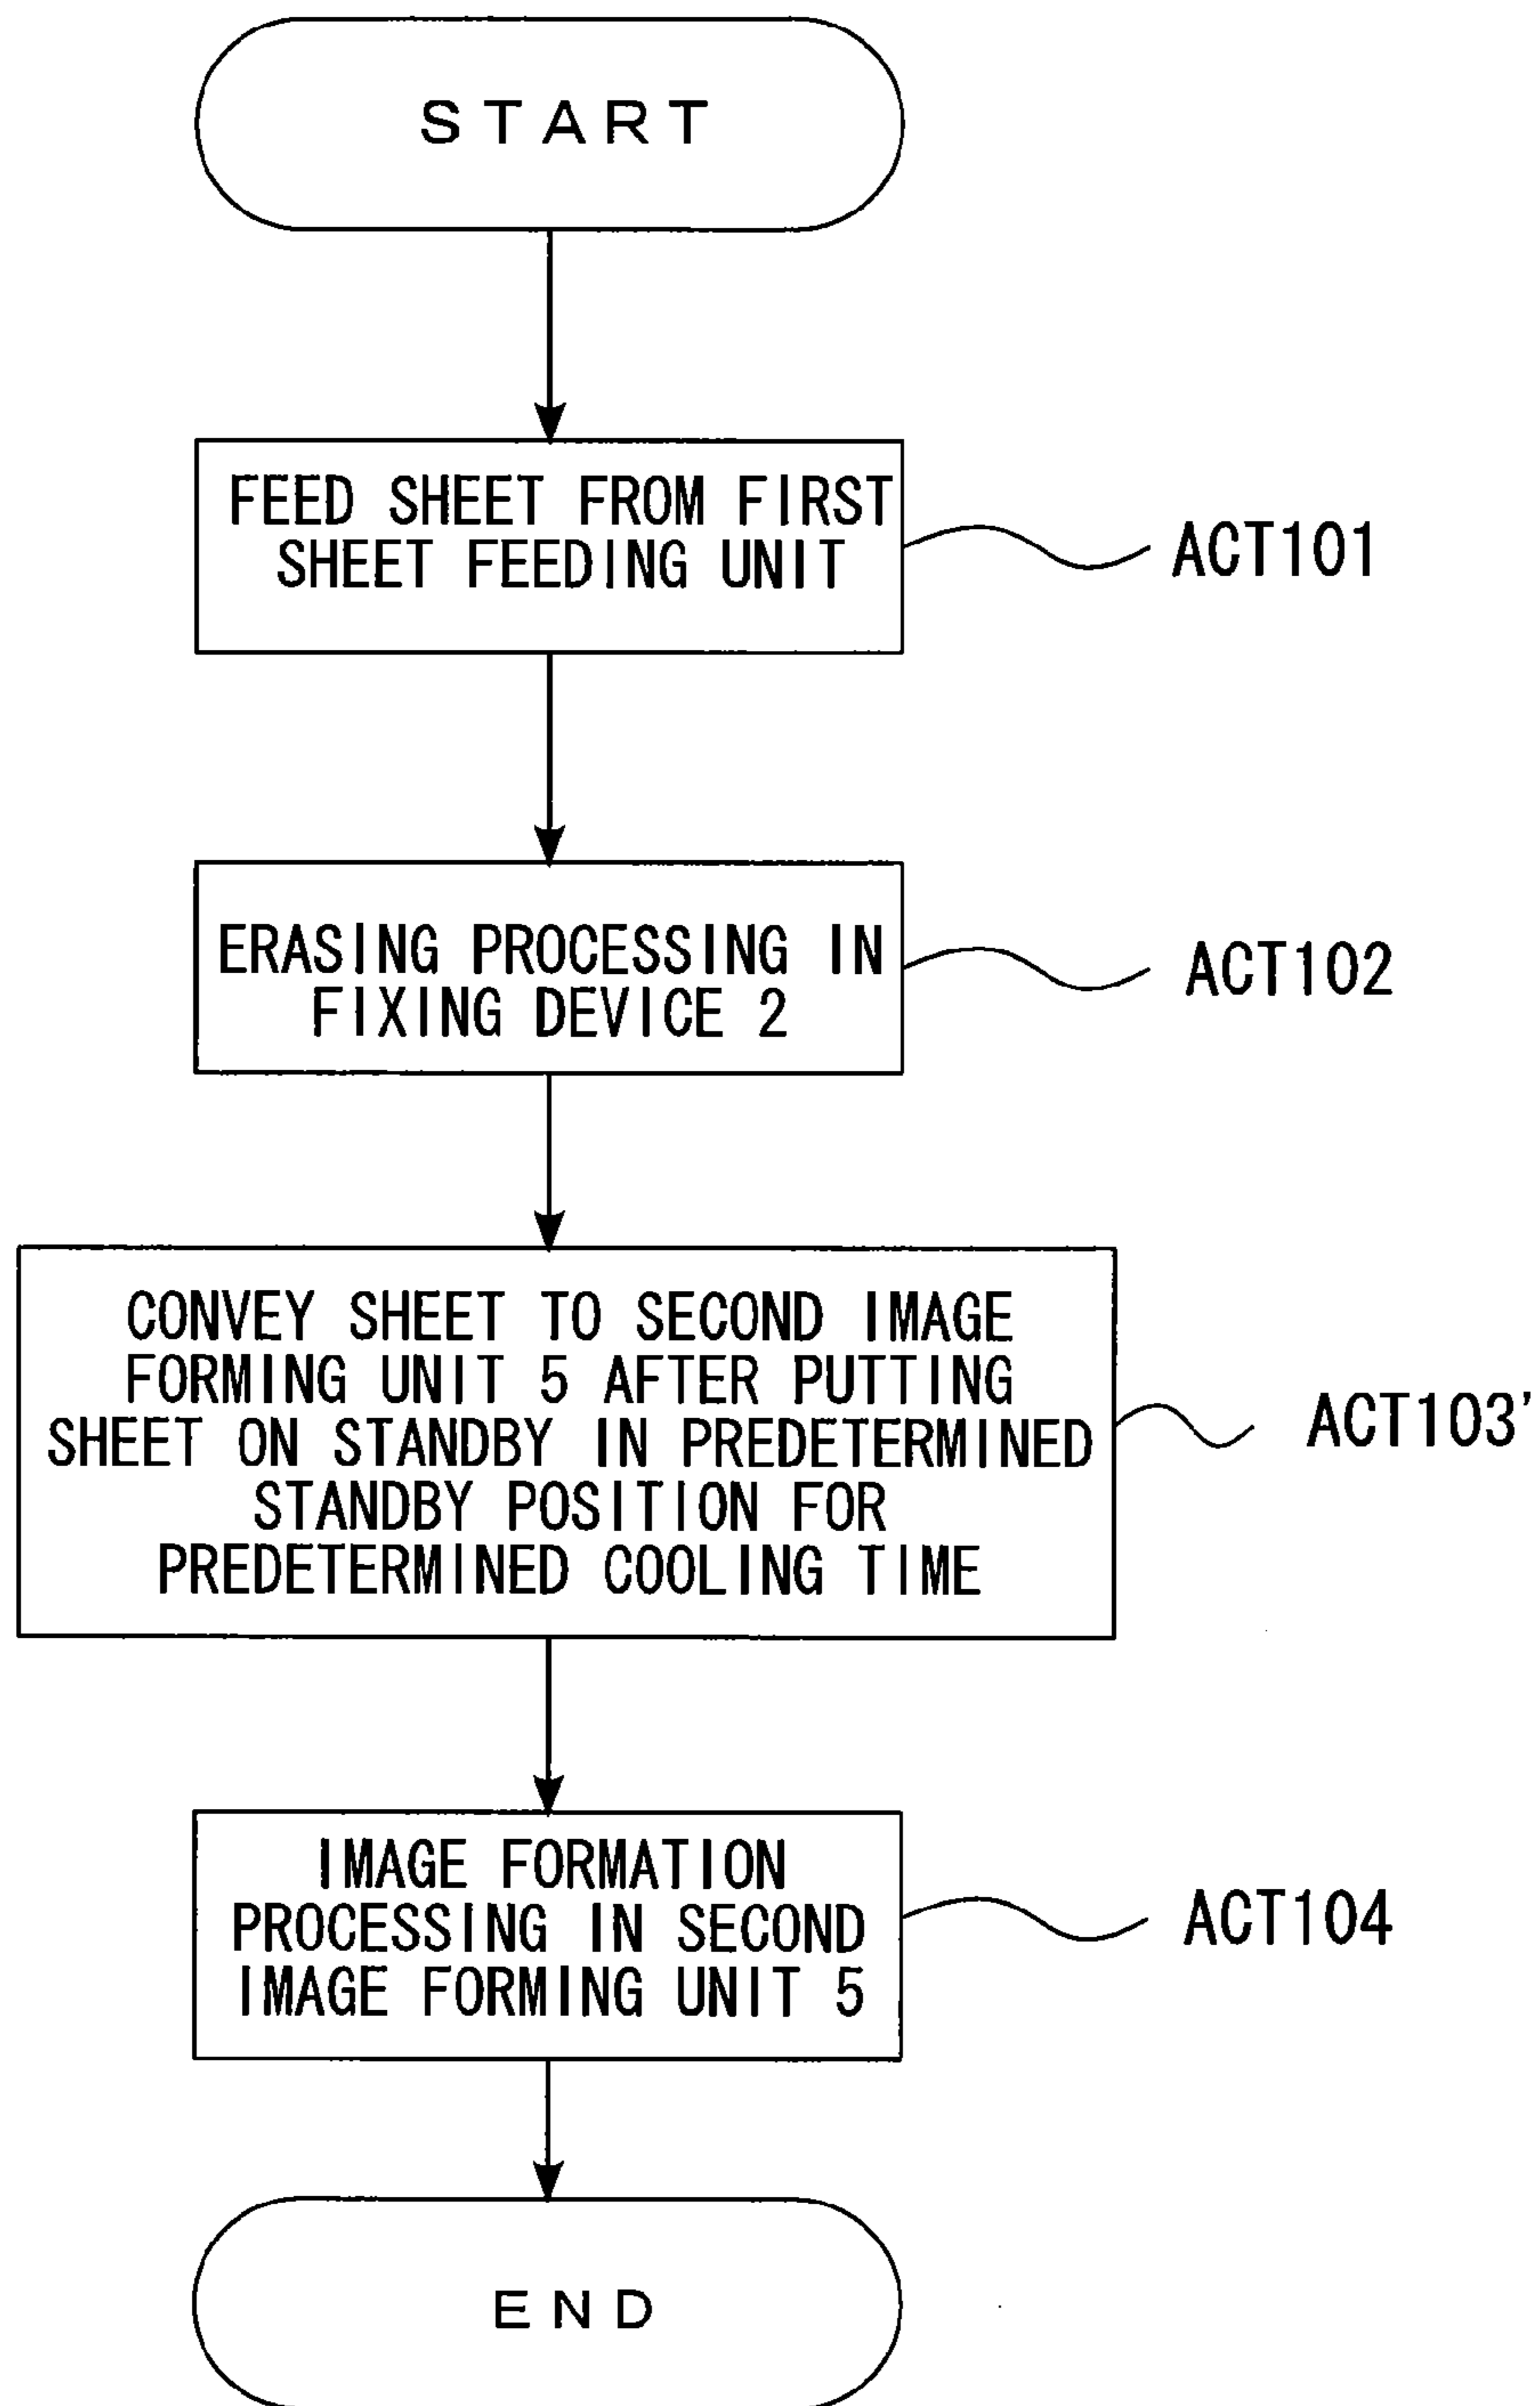 START
FEED SHEET FROM FIRST
SHEET FEEDING UNIT
ACT101
ERASING PROCESSING IN
FIXING DEVICE 2
ACT102
CONVEY SHEET TO SECOND IMAGE
FORMING UNIT 5 AFTER PUTTING
SHEET ON STANDBY IN PREDETERMINED
STANDBY POSITION FOR
PREDETERMINED COOLING TIME
ACT103'
IMAGE FORMATION
PROCESSING IN SECOND
IMAGE FORMING UNIT 5
ACT104
END